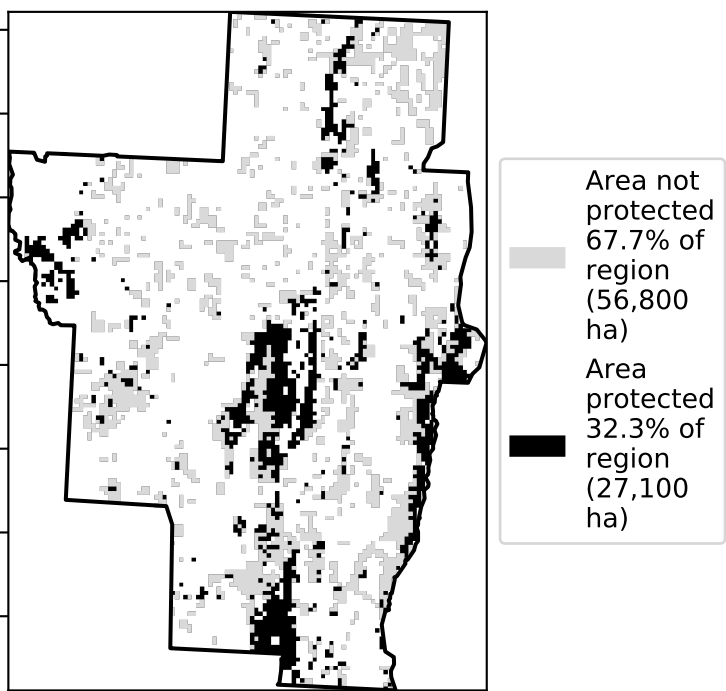 Area not
protected
67.7% of
region
(56,800
ha)
Area
protected
32.3% of
region
(27,100
ha)